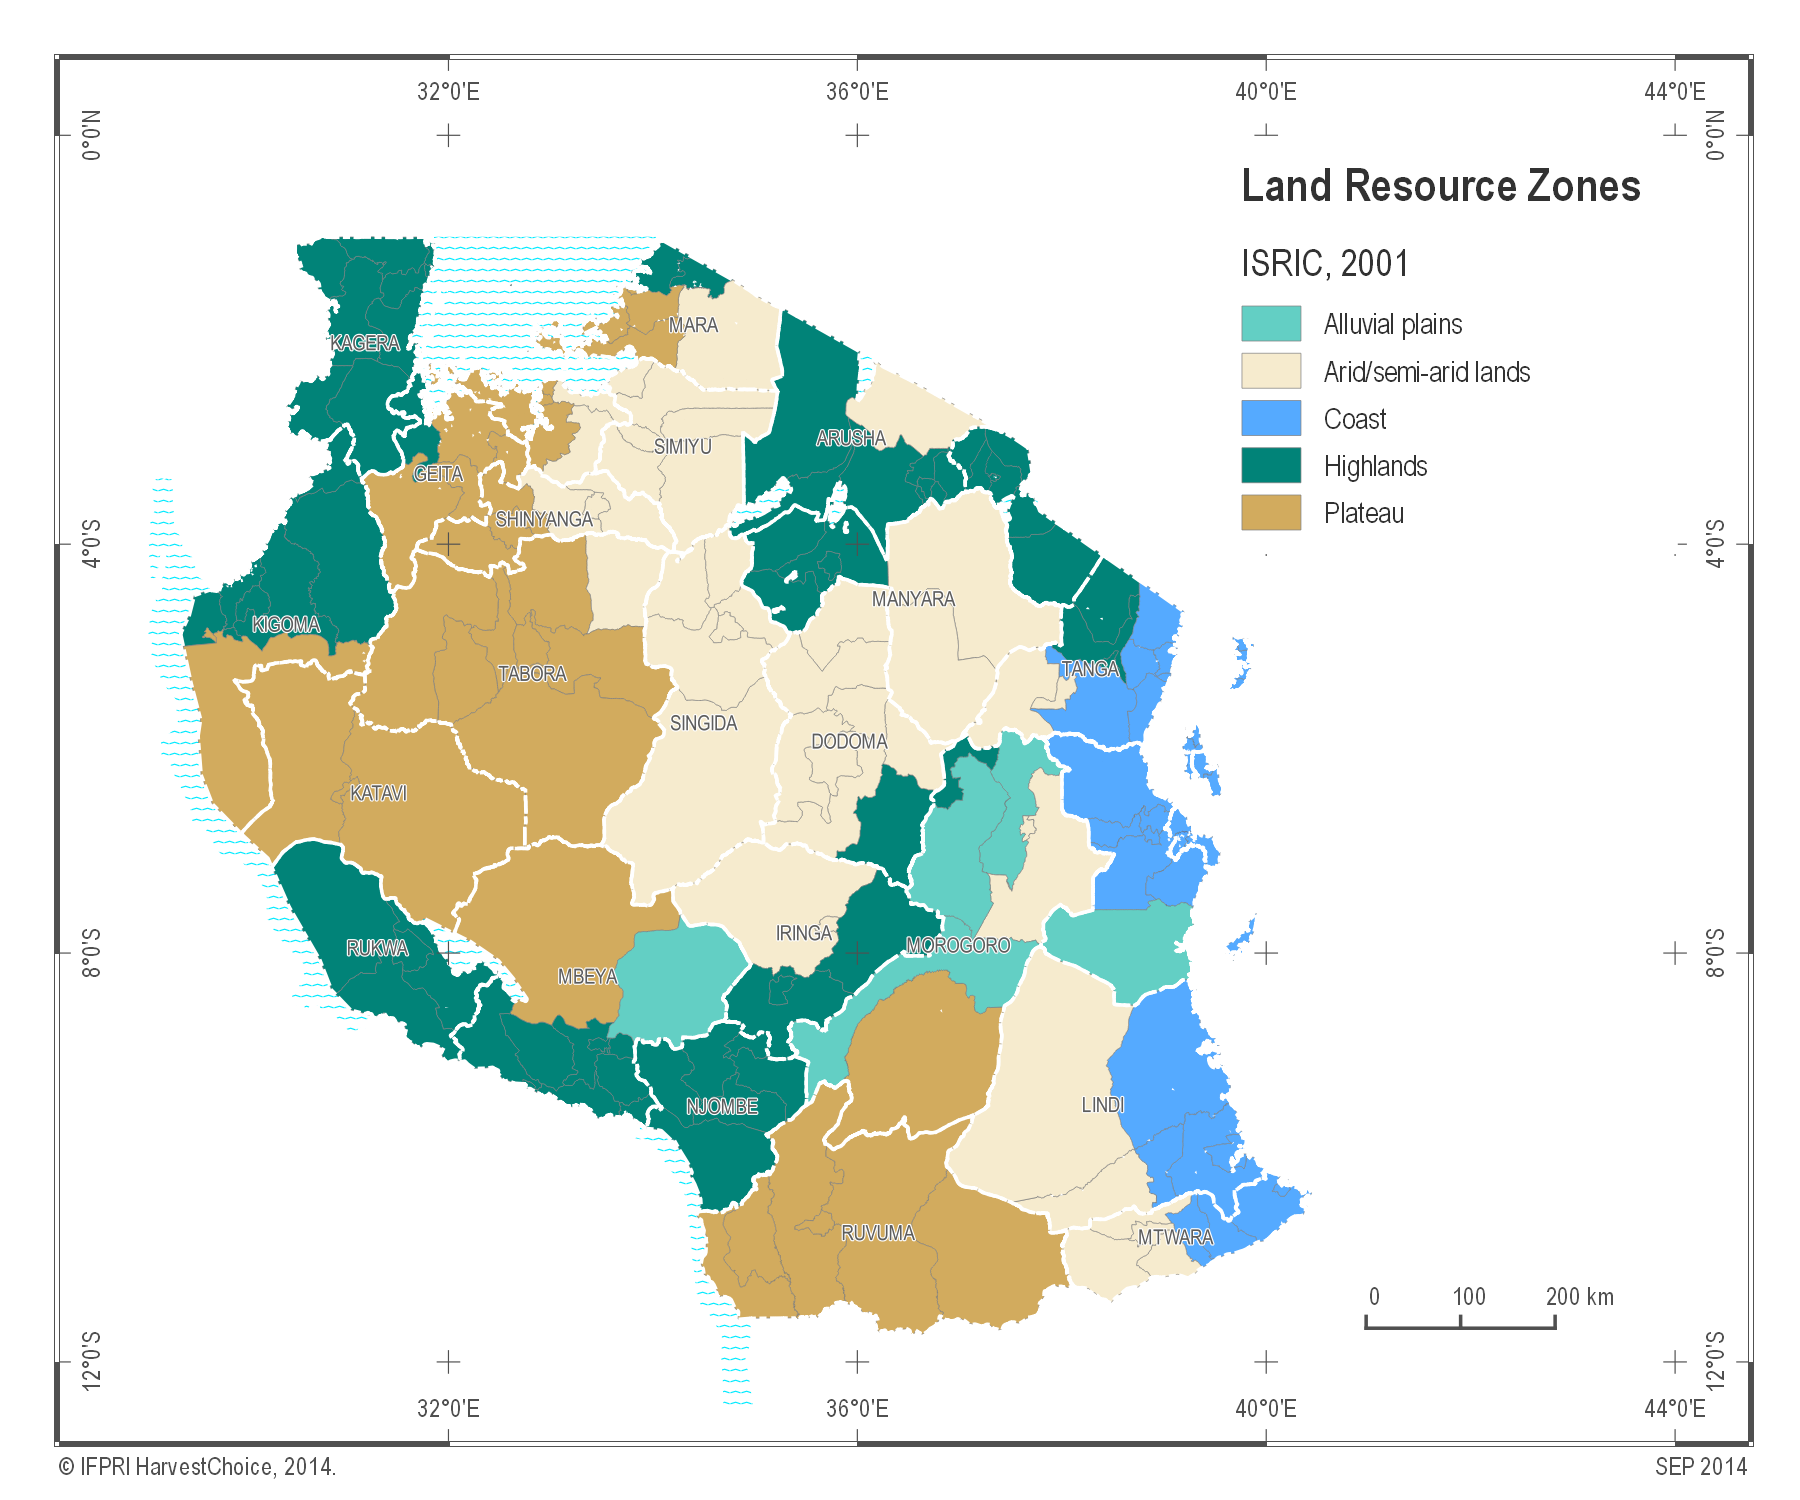 32°0'E 36°0'E 40°0'E 44°0'E
0°0'N 0°0'N
Land Resource Zones
ISRIC, 2001
Alluvial plains
Arid/semi-arid lands
Coast
Highlands
Plateau
MARA
KAGERA
ARUSHA
SIMIYU
GEITA
SHINYANGA
4°0'S 4°0'S
MANYARA
KIGOMA
TANGA
TABORA
SINGIDA
DODOMA
KATAVI
IRINGA
MOROGORO
RUKWA
8°0'S 8°0'S
MBEYA
LINDI
NJOMBE
RUVUMA
MTWARA
0 100 200 km
12°0'S 12°0'S
32°0'E 36°0'E 40°0'E 44°0'E
© IFPRI HarvestChoice, 2014. SEP 2014